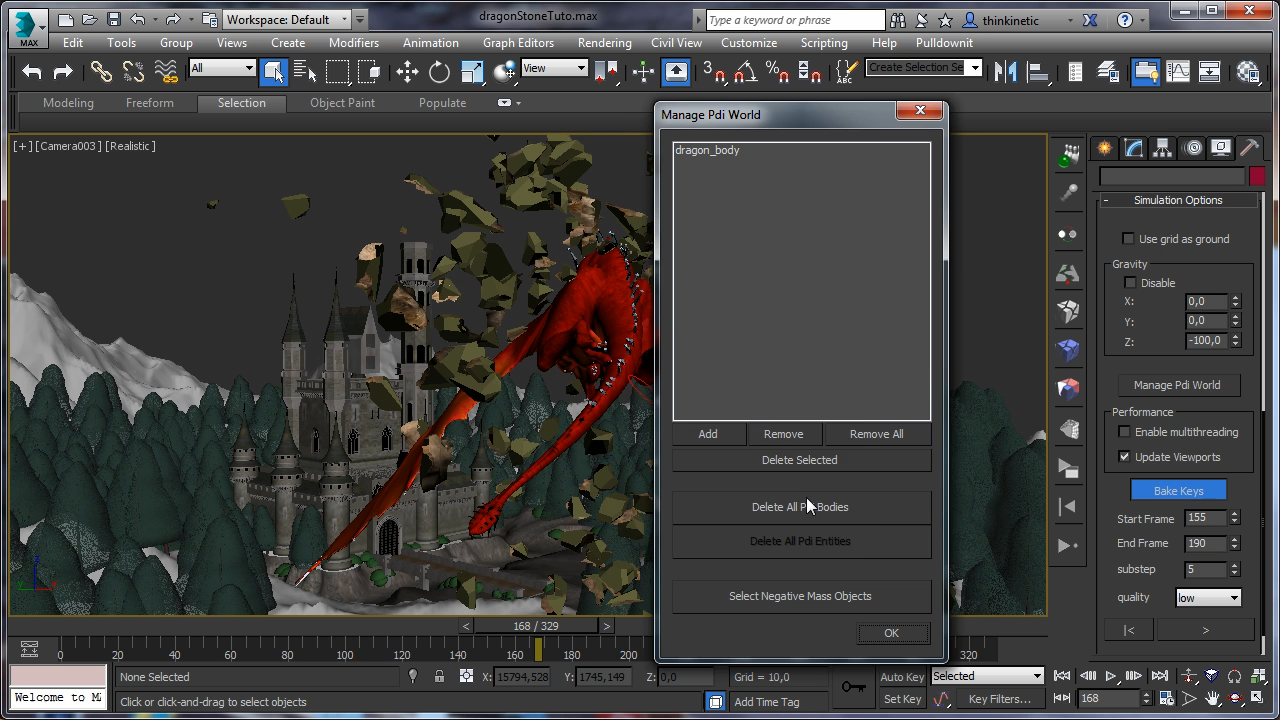 Workspace: Default
dragonStoneTuto.max
Type a keyword or phrase
thinkinetic
MAX
Edit Tools Group Views Create Modifiers Animation Graph Editors Rendering Civil View Customize Scripting Help Pulldownit
All
View
3
%
ABC
Create Selection Se
Modeling Freeform Selection Object Paint Populate
Manage Pdi World
[+] [Camera003] [Realistic]
dragon_body
Add Remove Remove All
Delete Selected
Delete All Bodies
Delete All Pdi Entities
Select Negative Mass Objects
OK
- Simulation Options
Use grid as ground
Gravity
Disable
X: 0,0
Y: 0,0
Z: -100,0
Manage Pdi World
Performance
Enable multithreading
Update Viewports
Bake Keys
Start Frame 155
End Frame 190
substep 5
quality low
|< >
< 168 / 329 >
0 20 40 60 80 100 120 140 160 180 200 320
None Selected
X: 15794,528 Y: 1745,149 Z: 0,0
Grid = 10,0
Auto Key Selected
Welcome to MA
Click or click-and-drag to select objects
Add Time Tag
Set Key Key Filters... 168